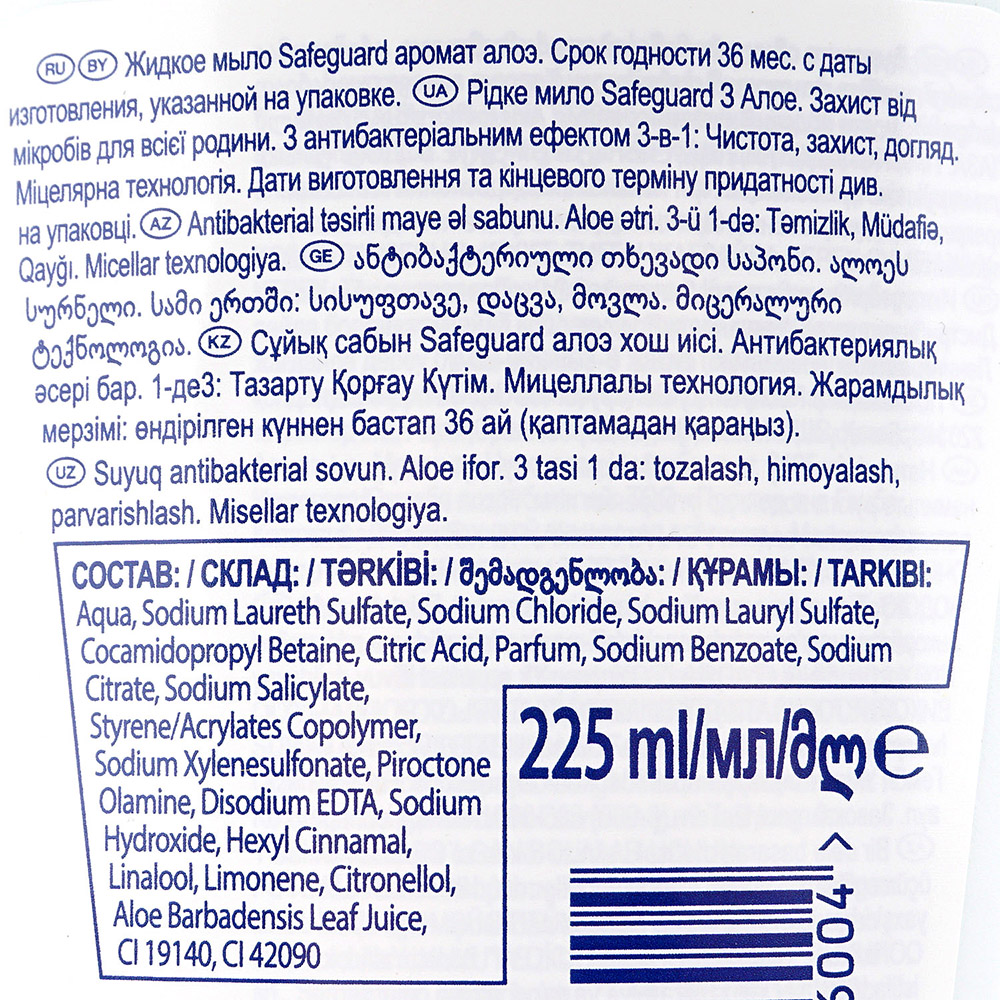 RU BY Жидкое мыло Safeguard аромат алоэ. Срок годности 36 мес. с даты
изготовления, указанной на упаковке. UA Рідке мило Safeguard З Алое. Захист від
мікробів для всієї родини. З антибактеріальним ефектом 3-в-1: Чистота, захист, догляд.
Міцелярна технологія. Дати виготовлення та кінцевого терміну придатності див.
на упаковці. AZ Antibakterial təsirli maye əl sabunu. Aloe ətri. 3-ü 1-də: Təmizlik, Müdafiə,
Qayğı. Micellar texnologiya. GE ანტიბაქტერიული თხევადი საპონი. ალოეს
სურნელი. სამი ერთში: სისუფთავე, დაცვა, მოვლა. მიცერალური
ტექნოლოგია. KZ Сұйық сабын Safeguard алоэ хош иісі. Антибактериялық
әсері бар. 1-де3: Тазарту Қорғау Күтім. Мицеллалы технология. Жарамдылық
мерзімі: өндірілген күннен бастап 36 ай (қаптамадан қараңыз).
UZ Suyuq antibakterial sovun. Aloe ifor. 3 tasi 1 da: tozalash, himoyalash,
parvarishlash. Misellar texnologiya.
СОСТАВ: / СКЛАД: / TƏRKİBİ: / შემადგენლობა: / ҚҰРАМЫ: / TARKIBI:
Aqua, Sodium Laureth Sulfate, Sodium Chloride, Sodium Lauryl Sulfate,
Cocamidopropyl Betaine, Citric Acid, Parfum, Sodium Benzoate, Sodium
Citrate, Sodium Salicylate,
Styrene/Acrylates Copolymer,
Sodium Xylenesulfonate, Piroctone
Olamine, Disodium EDTA, Sodium
Hydroxide, Hexyl Cinnamal,
Linalool, Limonene, Citronellol,
Aloe Barbadensis Leaf Juice,
CI 19140, CI 42090
225 ml/мл/მლ e
6004 >